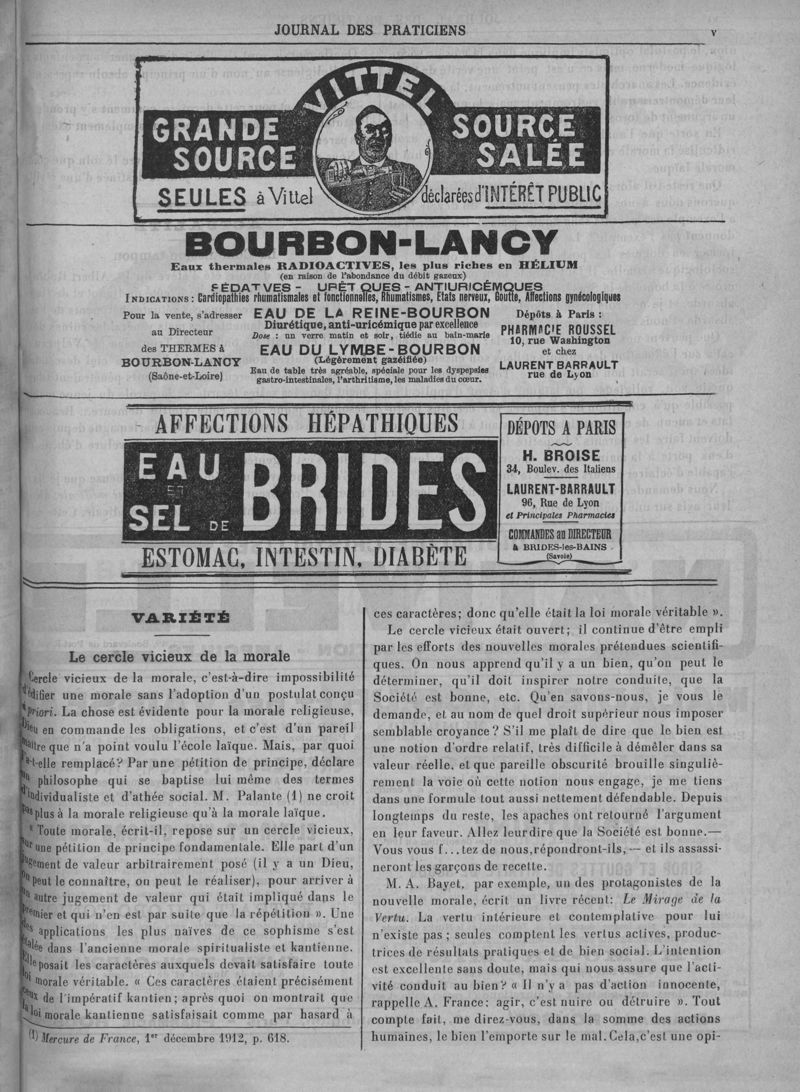 JOURNAL DES PRATICIENS
V
VITTEL
GRANDE SOURCE
SOURCE SALÉE
SEULES à Vittel
déclarées d'INTÉRÊT PUBLIC
BOURBON-LANCY
Eaux thermales RADIOACTIVES, les plus riches en HÉLIUM
(en raison de l'abondance du débit gazeux)
SÉDATVES - URÉT QUES - ANTIURICÉMQUES
INDICATIONS : Cardiopathies rhumatismales et fonctionnelles, Rhumatismes, Etats nerveux, Goutte, Affections gynécologiques
Pour la vente, s'adresser
au Directeur
des THERMES à
BOURBON-LANCY
(Saône-et-Loire)
EAU DE LA REINE-BOURBON
Diurétique, anti-uricémique par excellence
Dose : un verre matin et soir, tiédie au bain-marie
EAU DU LYMBE-BOURBON
(Légèrement gazéifiée)
Eau de table très agréable, spéciale pour les dyspepsies
gastro-intestinales, l'arthritisme, les maladies du cœur.
Dépôts à Paris :
PHARMACIE ROUSSEL
10, rue Washington
et chez
LAURENT BARRAULT
rue de Lyon
AFFECTIONS HÉPATHIQUES
EAU
ET
SEL DE
BRIDES
ESTOMAC, INTESTIN, DIABÈTE
DÉPOTS A PARIS
H. BROISE
34, Boulev. des Italiens
LAURENT-BARRAULT
96, Rue de Lyon
et Principales Pharmacies
COMMANDES au DIRECTEUR
à BRIDES-les-BAINS
(Savoie)
VARIÉTÉ
Le cercle vicieux de la morale
Cercle vicieux de la morale, c'est-à-dire impossibilité
d'édifier une morale sans l'adoption d'un postulat conçu
à priori. La chose est évidente pour la morale religieuse,
Dieu en commande les obligations, et c'est d'un pareil
maître que n'a point voulu l'école laïque. Mais, par quoi
l'a-t-elle remplacé? Par une pétition de principe, déclare
un philosophe qui se baptise lui même des termes
d'individualiste et d'athée social. M. Palante (1) ne croit
pas plus à la morale religieuse qu'à la morale laïque.
« Toute morale, écrit-il, repose sur un cercle vicieux,
sur une pétition de principe fondamentale. Elle part d'un
jugement de valeur arbitrairement posé (il y a un Dieu,
on peut le connaître, on peut le réaliser), pour arriver à
un autre jugement de valeur qui était impliqué dans le
premier et qui n'en est par suite que la répétition ». Une
des applications les plus naïves de ce sophisme s'est
étalée dans l'ancienne morale spiritualiste et kantienne.
Elle posait les caractères auxquels devait satisfaire toute
loi morale véritable. « Ces caractères étaient précisément
ceux de l'impératif kantien; après quoi on montrait que
la loi morale kantienne satisfaisait comme par hasard à
(1) Mercure de France, 1er décembre 1912, p. 618.
ces caractères; donc qu'elle était la loi morale véritable ».
Le cercle vicieux était ouvert; il continue d'être empli
par les efforts des nouvelles morales prétendues scientifi-
ques. On nous apprend qu'il y a un bien, qu'on peut le
déterminer, qu'il doit inspirer notre conduite, que la
Société est bonne, etc. Qu'en savons-nous, je vous le
demande, et au nom de quel droit supérieur nous imposer
semblable croyance? S'il me plaît de dire que le bien est
une notion d'ordre relatif, très difficile à démêler dans sa
valeur réelle, et que pareille obscurité brouille singuliè-
rement la voie où cette notion nous engage, je me tiens
dans une formule tout aussi nettement défendable. Depuis
longtemps du reste, les apaches ont retourné l'argument
en leur faveur. Allez leur dire que la Société est bonne.—
Vous vous f...tez de nous, répondront-ils, — et ils assassi-
neront les garçons de recette.
M. A. Bayet, par exemple, un des protagonistes de la
nouvelle morale, écrit un livre récent: Le Mirage de la
Vertu. La vertu intérieure et contemplative pour lui
n'existe pas; seules comptent les vertus actives, produc-
trices de résultats pratiques et de bien social. L'intention
est excellente sans doute, mais qui nous assure que l'acti-
vité conduit au bien? « Il n'y a pas d'action innocente,
rappelle A. France: agir, c'est nuire ou détruire ». Tout
compte fait, me direz-vous, dans la somme des actions
humaines, le bien l'emporte sur le mal. Cela, c'est une opi-